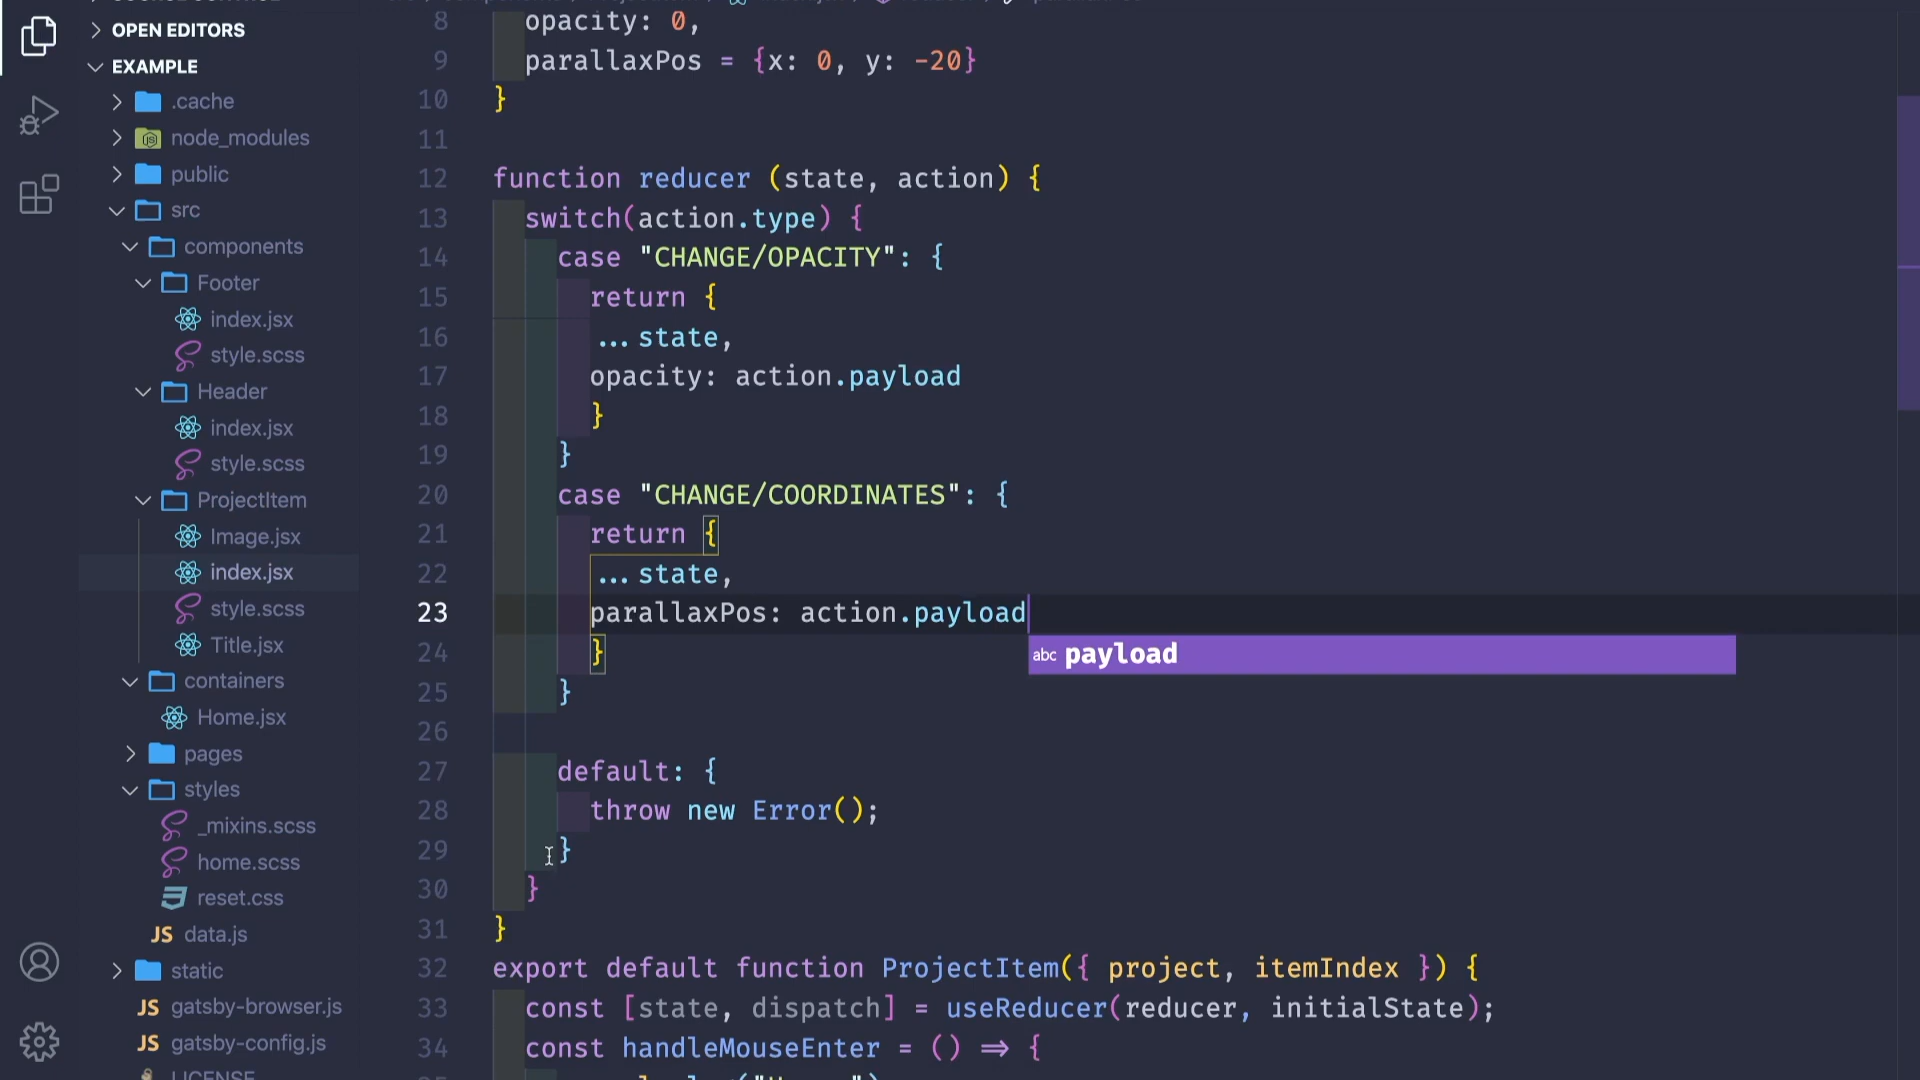 OPEN EDITORS
EXAMPLE
.cache
node_modules
public
src
components
Footer
index.jsx
style.scss
Header
index.jsx
style.scss
ProjectItem
Image.jsx
index.jsx
style.scss
Title.jsx
containers
Home.jsx
pages
styles
_mixins.scss
home.scss
reset.css
JS data.js
static
JS gatsby-browser.js
JS gatsby-config.js
LICENSE
8 opacity: 0,
9 parallaxPos = {x: 0, y: -20}
10 }
11
12 function reducer (state, action) {
13 switch(action.type) {
14 case "CHANGE/OPACITY": {
15 return {
16 ...state,
17 opacity: action.payload
18 }
19 }
20 case "CHANGE/COORDINATES": {
21 return {
22 ...state,
23 parallaxPos: action.payload
24 }
abc payload
25 }
26
27 default: {
28 throw new Error();
29 }
30 }
31 }
32 export default function ProjectItem({ project, itemIndex }) {
33 const [state, dispatch] = useReducer(reducer, initialState);
34 const handleMouseEnter = () => {